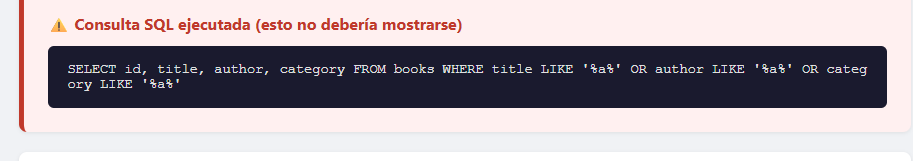 ⚠ Consulta SQL ejecutada (esto no debería mostrarse)
SELECT id, title, author, category FROM books WHERE title LIKE '%a%' OR author LIKE '%a%' OR categ
ory LIKE '%a%'